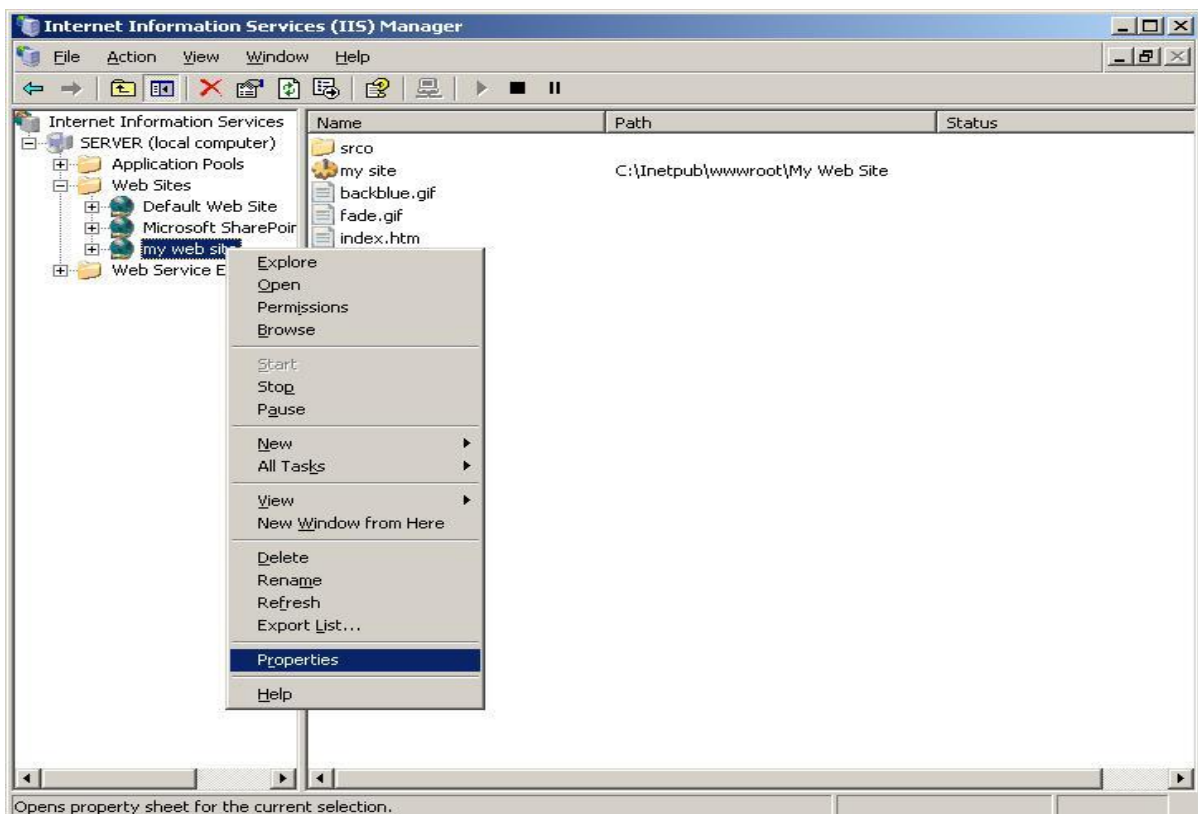 Internet Information Services (IIS) Manager
File Action View Window Help
Internet Information Services
SERVER (local computer)
Application Pools
Web Sites
Default Web Site
Microsoft SharePoin
my web site
Web Service E
Name Path Status
srco
my site C:\Inetpub\wwwroot\My Web Site
backblue.gif
fade.gif
index.htm
Explore
Open
Permissions
Browse
Start
Stop
Pause
New
All Tasks
View
New Window from Here
Delete
Rename
Refresh
Export List...
Properties
Help
Opens property sheet for the current selection.